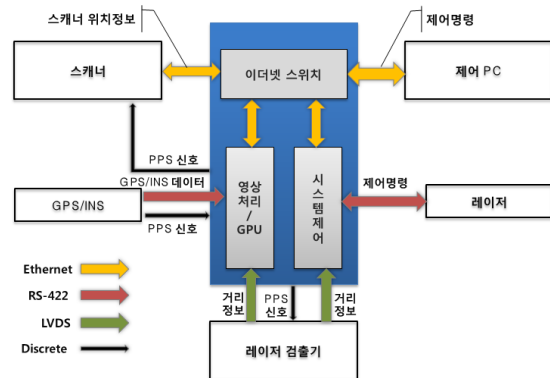 스캐너 위치정보
제어명령
스캐너
이더넷 스위치
제어 PC
PPS 신호
GPS/INS 데이터
GPS/INS
PPS 신호
영상
처리
/
GPU
시
스
템
제
어
제어명령
레이저
Ethernet
RS-422
LVDS
Discrete
거리
정보
PPS
신호
거리
정보
레이저 검출기